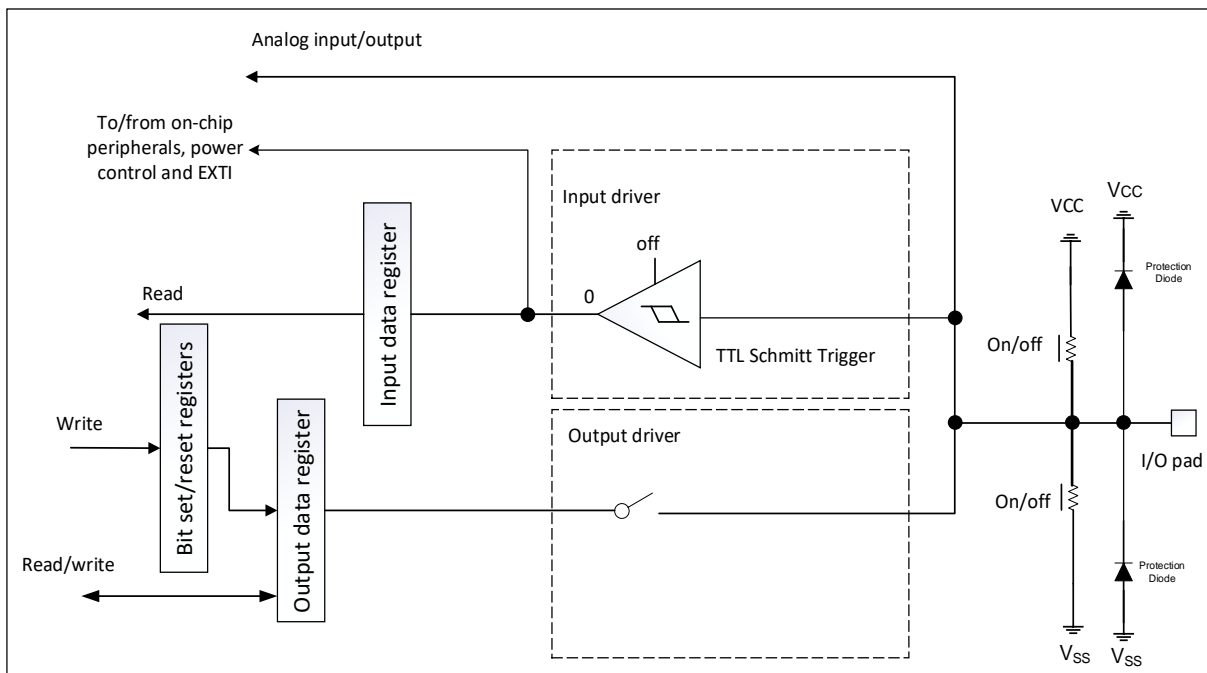 Analog input/output
To/from on-chip
peripherals, power
control and EXTI
Input driver
off
0
TTL Schmitt Trigger
Read
Input data register
Bit set/reset registers
Write
Output data register
Read/write
Output driver
VCC
VCC
Protection
Diode
On/off
I/O pad
On/off
Protection
Diode
VSS
VSS